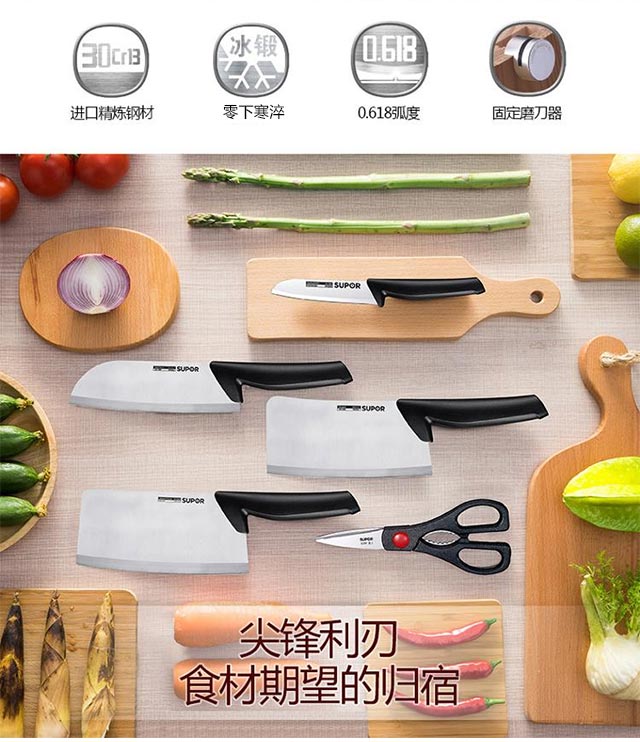 30Cr13
冰锻
0.618
进口精炼钢材
零下寒淬
0.618弧度
固定磨刀器
SUPOR
SUPOR
SUPOR
SUPOR
SUPOR
尖锋利刃
食材期望的归宿